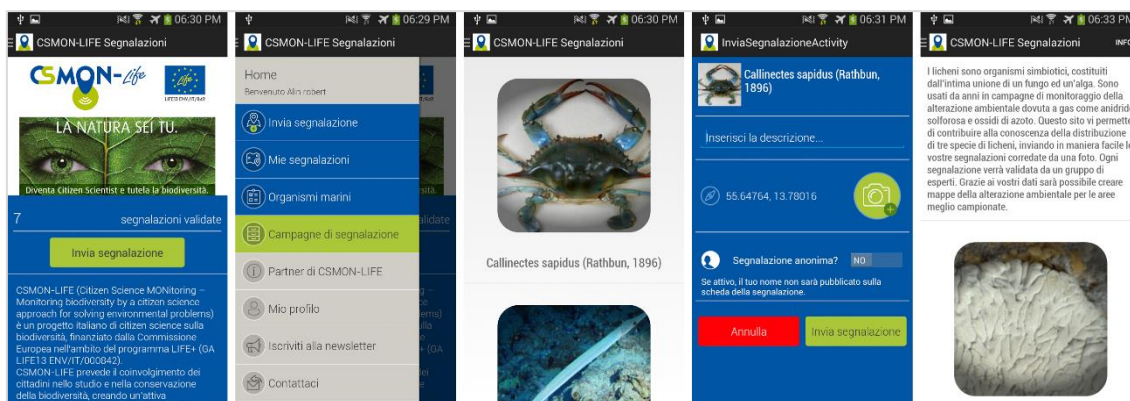 06:30 PM
CSMON-LIFE Segnalazioni
CSMON-Life
Life
LIFE13 ENV/IT/842
LA NATURA SEI TU.
Diventa Citizen Scientist e tutela la biodiversità.
7 segnalazioni validate
Invia segnalazione
CSMON-LIFE (Citizen Science MONitoring –
Monitoring biodiversity by a citizen science
approach for solving environmental problems)
è un progetto italiano di citizen science sulla
biodiversità, finanziato dalla Commissione
Europea nell'ambito del programma LIFE+ (GA
LIFE13 ENV/IT/000842).
CSMON-LIFE prevede il coinvolgimento dei
cittadini nello studio e nella conservazione
della biodiversità, creando un'attiva
06:29 PM
CSMON-LIFE Segnalazioni
Home
Benvenuto Alin robert
Invia segnalazione
Mie segnalazioni
Organismi marini
Campagne di segnalazione
Partner di CSMON-LIFE
Mio profilo
Iscriviti alla newsletter
Contattaci
06:30 PM
CSMON-LIFE Segnalazioni
Callinectes sapidus (Rathbun, 1896)
06:31 PM
InviaSegnalazioneActivity
Callinectes sapidus (Rathbun,
1896)
Inserisci la descrizione...
55.64764, 13.78016
Segnalazione anonima? NO
Se attivo, il tuo nome non sarà pubblicato sulla
scheda della segnalazione.
Annulla
Invia segnalazione
06:33 PM
CSMON-LIFE Segnalazioni INFO
I licheni sono organismi simbiotici, costituiti
dall'intima unione di un fungo ed un'alga. Sono
usati da anni in campagne di monitoraggio della
alterazione ambientale dovuta a gas come anidride
solforosa e ossidi di azoto. Questo sito vi permette
di contribuire alla conoscenza della distribuzione
di tre specie di licheni, inviando in maniera facile le
vostre segnalazioni corredate da una foto. Ogni
segnalazione verrà validata da un gruppo di
esperti. Grazie ai vostri dati sarà possibile creare
mappe della alterazione ambientale per le aree
meglio campionate.